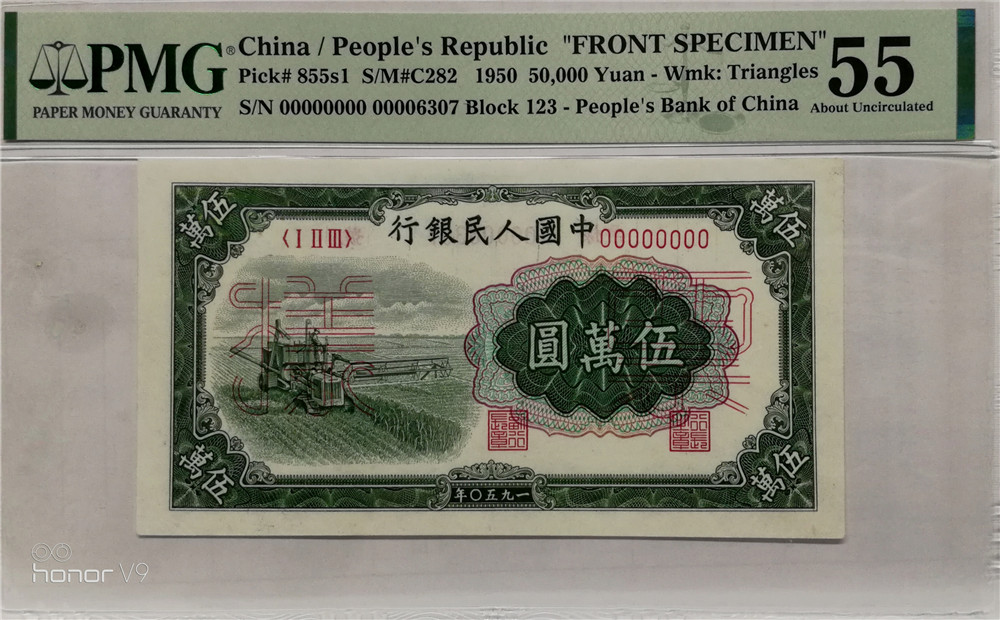 PMG® China / People's Republic "FRONT SPECIMEN" 55
PAPER MONEY GUARANTY Pick# 855s1 S/M#C282 1950 50,000 Yuan - Wmk: Triangles About Uncirculated
S/N 00000000 00006307 Block 123 - People's Bank of China
伍萬
伍萬
行銀民人國中
〈I II III〉
00000000
樣
圓萬伍
伍萬
伍萬
年〇五九一
honor V9